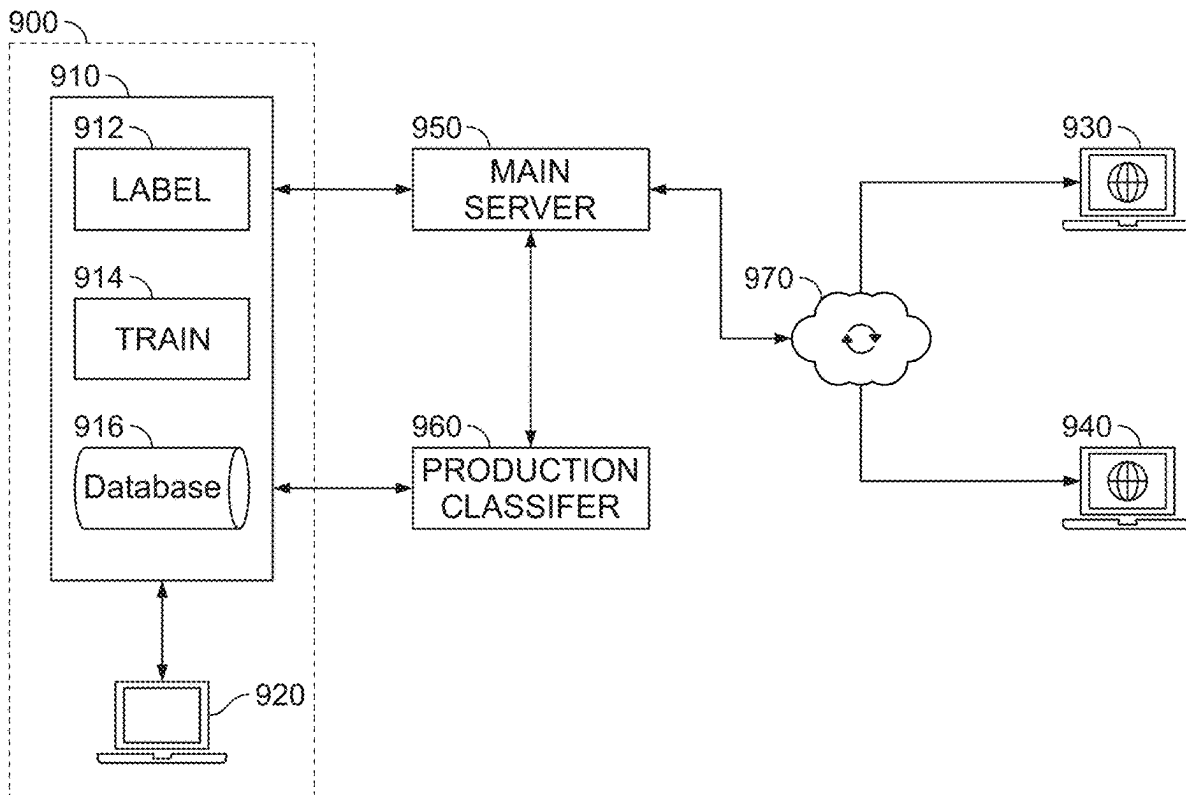 900
910
912
LABEL
914
TRAIN
916
Database
920
950
MAIN
SERVER
960
PRODUCTION
CLASSIFER
970
930
940